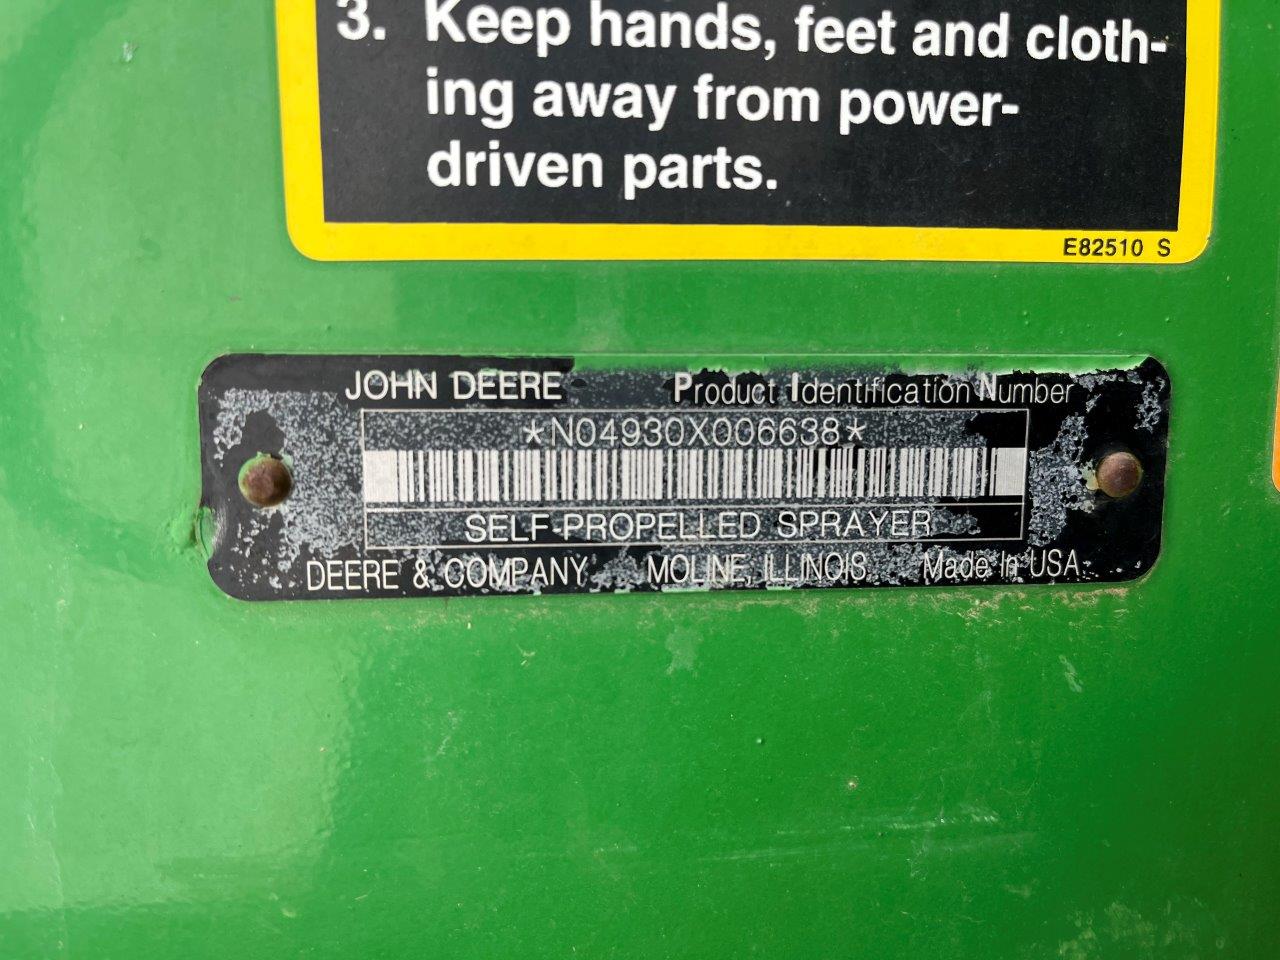 3. Keep hands, feet and cloth-
ing away from power-
driven parts.
E82510 S
JOHN DEERE Product Identification Number
*N04930X006638*
SELF-PROPELLED SPRAYER
DEERE & COMPANY MOLINE, ILLINOIS Made In USA